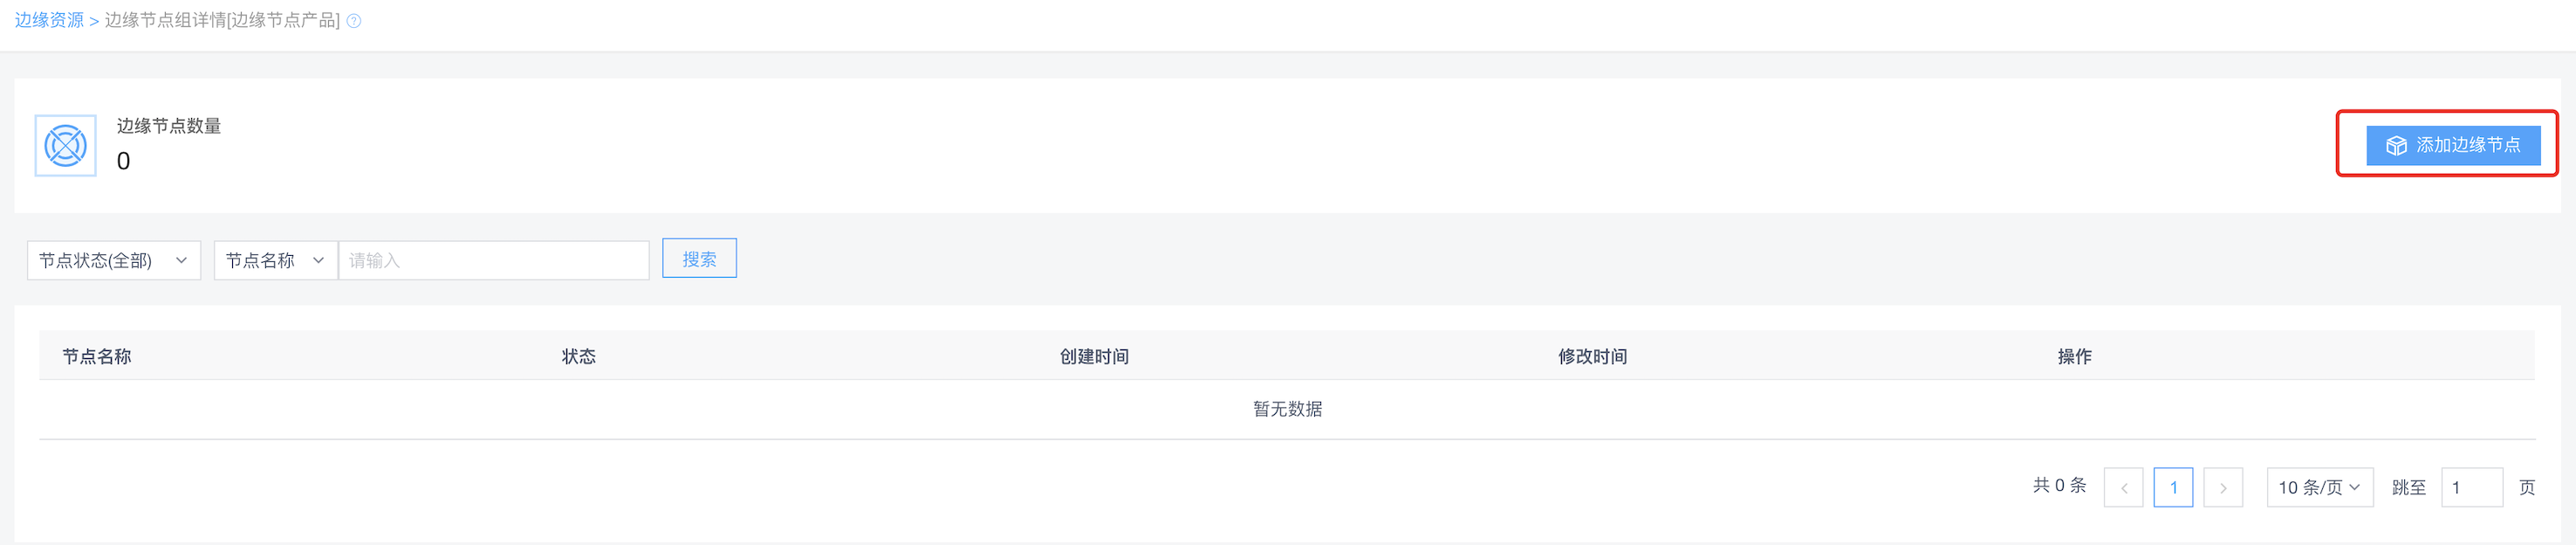 边缘资源 > 边缘节点组详情[边缘节点产品] ?
边缘节点数量
0
添加边缘节点
节点状态(全部) 节点名称 请输入 搜索
节点名称 状态 创建时间 修改时间 操作
暂无数据
共 0 条 < 1 > 10 条/页 跳至 1 页